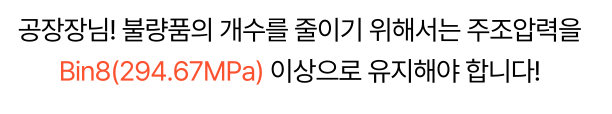 공장장님! 불량품의 개수를 줄이기 위해서는 주조압력을
Bin8(294.67MPa) 이상으로 유지해야 합니다!